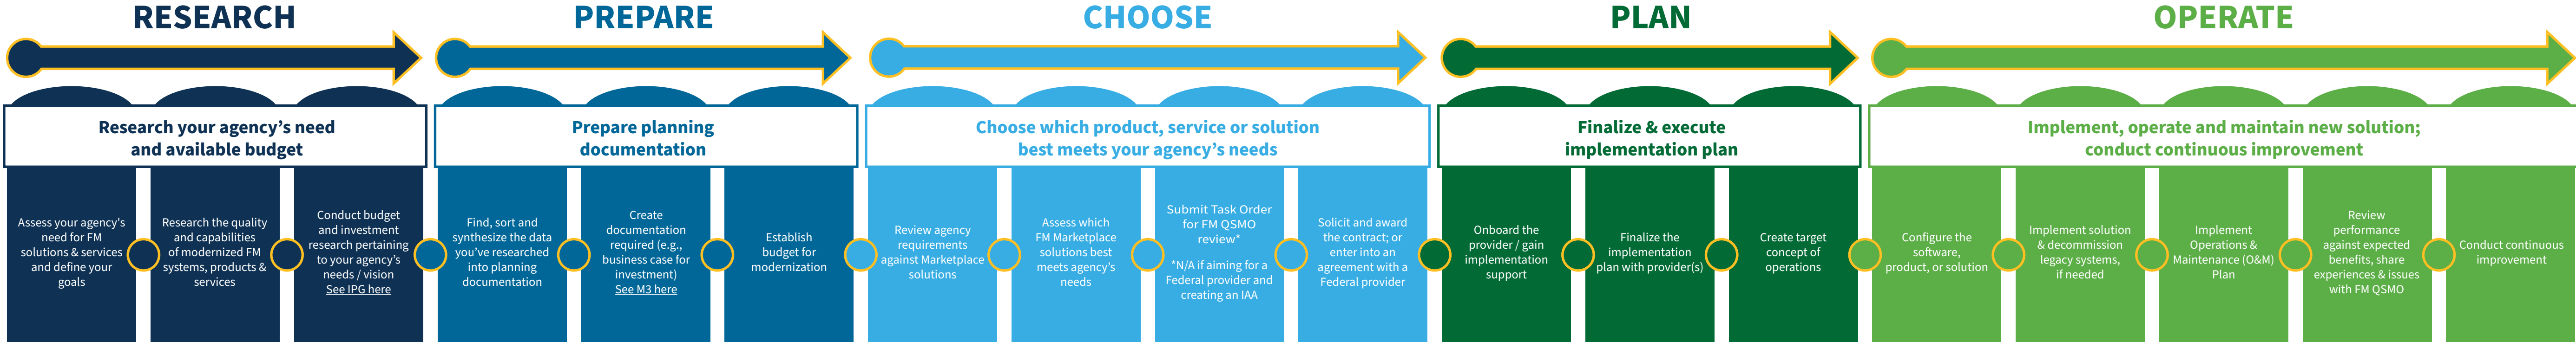 RESEARCH
PREPARE
CHOOSE
PLAN
OPERATE
Research your agency’s need
and available budget
Prepare planning
documentation
Choose which product, service or solution
best meets your agency’s needs
Finalize & execute
implementation plan
Implement, operate and maintain new solution;
conduct continuous improvement
Assess your agency's
need for FM
solutions & services
and define your
goals
Research the quality
and capabilities
of modernized FM
systems, products &
services
Conduct budget
and investment
research pertaining
to your agency’s
needs / vision
See IPG here
Find, sort and
synthesize the data
you’ve researched
into planning
documentation
Create
documentation
required (e.g.,
business case for
investment)
See M3 here
Establish
budget for
modernization
Review agency
requirements
against Marketplace
solutions
Assess which
FM Marketplace
solutions best
meets agency’s
needs
Submit Task Order
for FM QSMO
review*
*N/A if aiming for a
Federal provider and
creating an IAA
Solicit and award
the contract; or
enter into an
agreement with a
Federal provider
Onboard the
provider / gain
implementation
support
Finalize the
implementation
plan with provider(s)
Create target
concept of
operations
Configure the
software,
product, or solution
Implement solution
& decommission
legacy systems,
if needed
Implement
Operations &
Maintenance (O&M)
Plan
Review
performance
against expected
benefits, share
experiences & issues
with FM QSMO
Conduct continuous
improvement